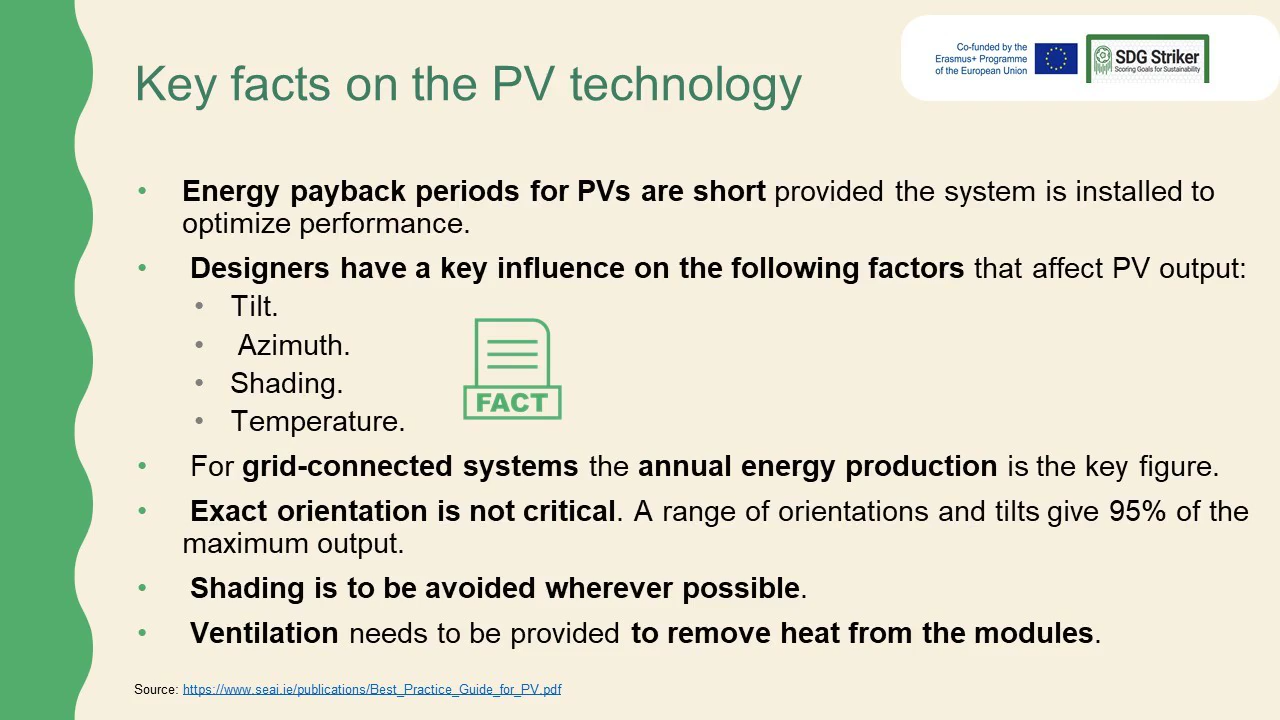 Co-funded by the
Erasmus+ Programme
of the European Union
SDG Striker
Scoring Goals for Sustainability
Key facts on the PV technology
• Energy payback periods for PVs are short provided the system is installed to
optimize performance.
• Designers have a key influence on the following factors that affect PV output:
• Tilt.
• Azimuth.
• Shading.
• Temperature.
FACT
• For grid-connected systems the annual energy production is the key figure.
• Exact orientation is not critical. A range of orientations and tilts give 95% of the
maximum output.
• Shading is to be avoided wherever possible.
• Ventilation needs to be provided to remove heat from the modules.
Source: https://www.seai.ie/publications/Best_Practice_Guide_for_PV.pdf